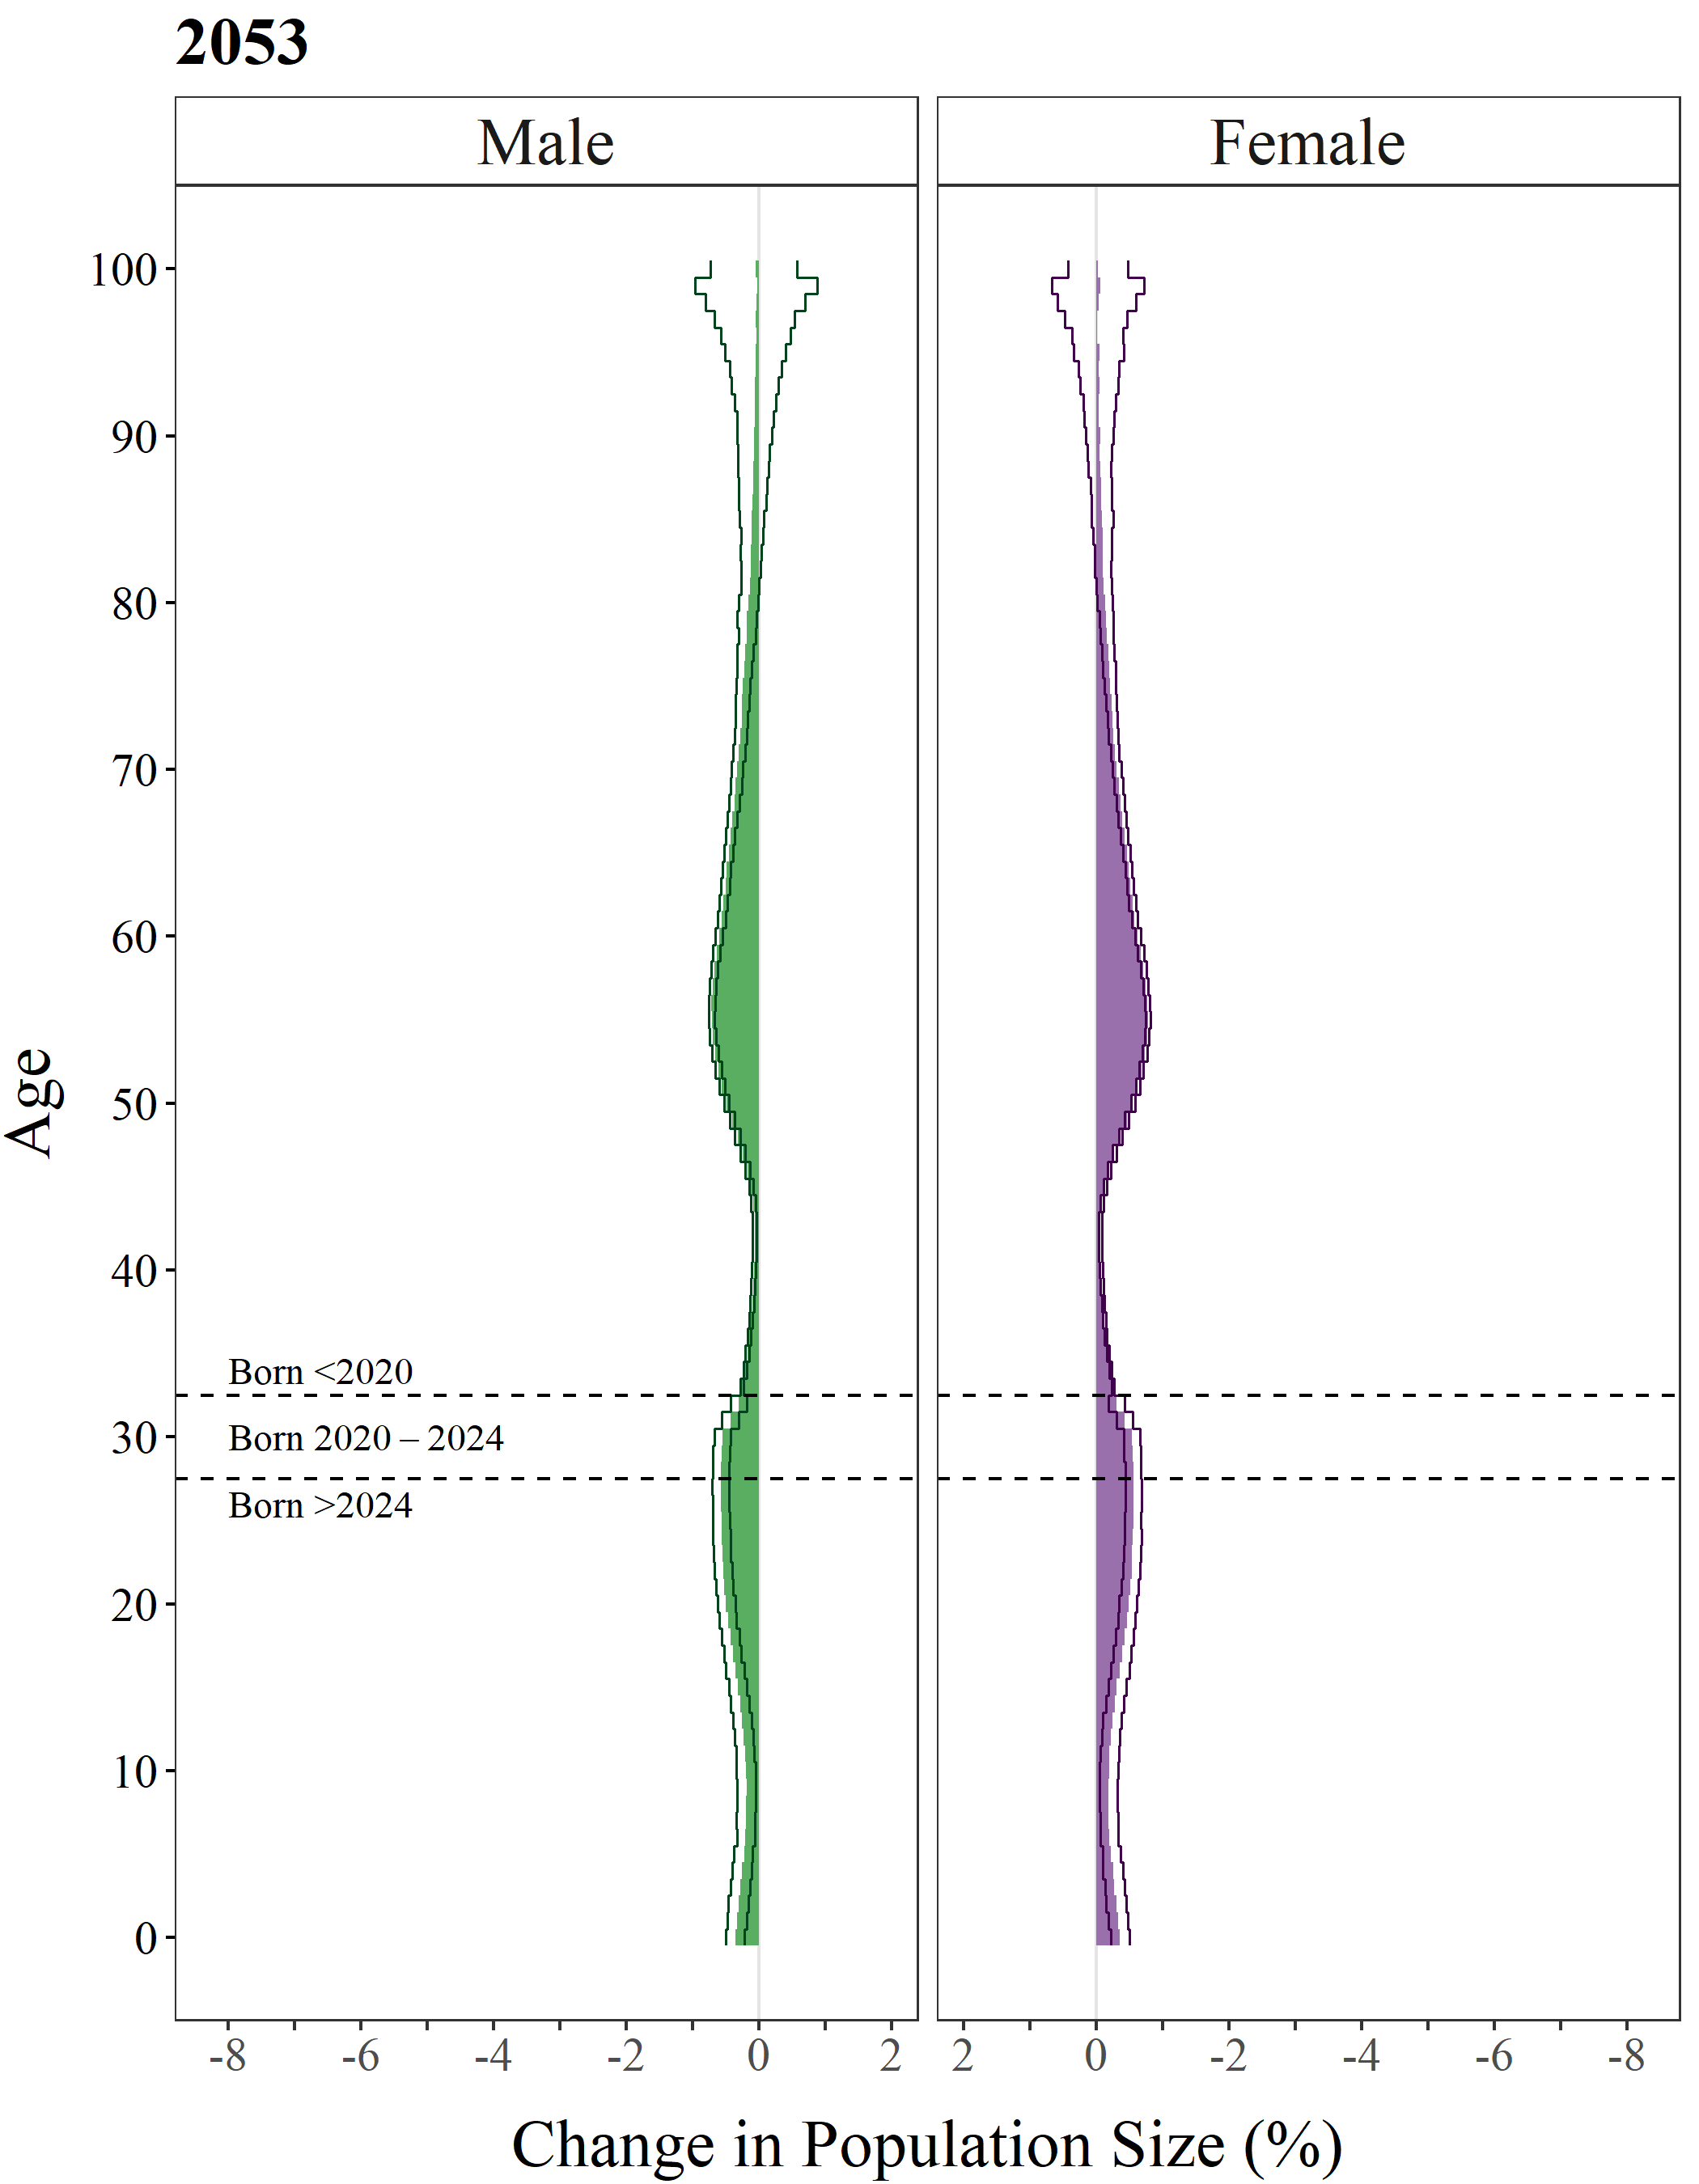 2053
Male
Female
100
90
80
70
60
50
40
30
20
10
0
Age
Born <2020
Born 2020 – 2024
Born >2024
-8 -6 -4 -2 0 2
2 0 -2 -4 -6 -8
Change in Population Size (%)